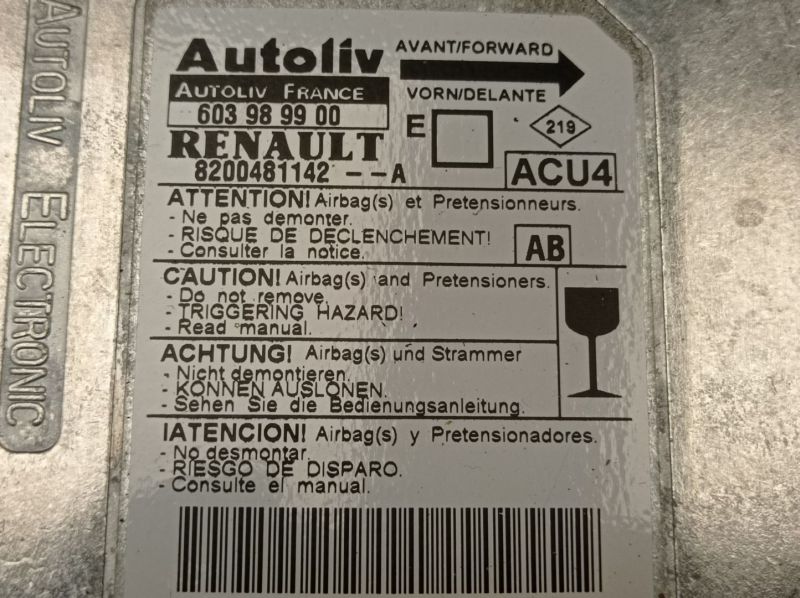 AUTOLIV ELECTRONIC
Autoliv
AVANT/FORWARD
AUTOLIV FRANCE
VORN/DELANTE
603 98 99 00
E
219
RENAULT
8200481142 --A
ACU4
ATTENTION! Airbag(s) et Pretensionneurs.
- Ne pas demonter.
- RISQUE DE DECLENCHEMENT!
- Consulter la notice.
AB
CAUTION! Airbag(s) and Pretensioners.
- Do not remove.
- TRIGGERING HAZARD!
- Read manual.
ACHTUNG! Airbag(s) und Strammer
- Nicht demontieren.
- KONNEN AUSLONEN.
- Sehen Sie die Bedienungsanleitung.
IATENCION! Airbag(s) y Pretensionadores.
- No desmontar.
- RIESGO DE DISPARO.
- Consulte el manual.